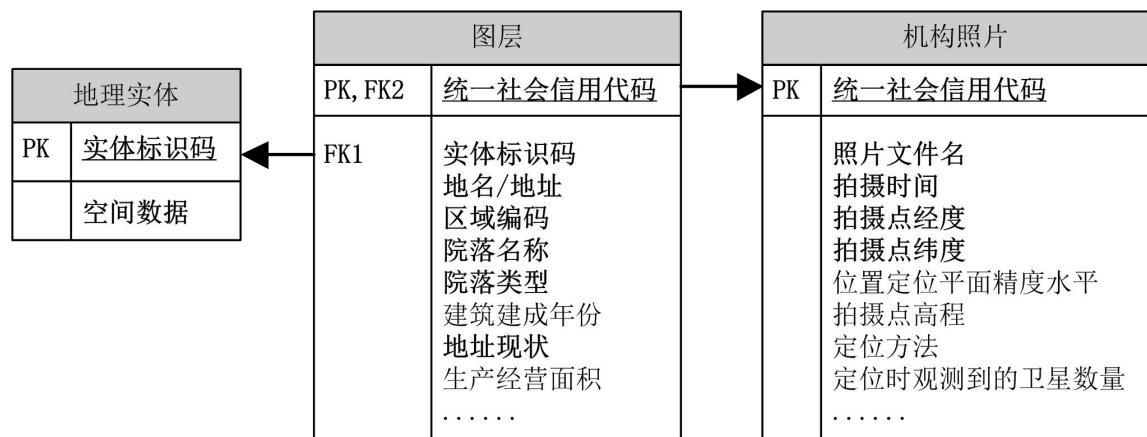 地理实体
PK 实体标识码
空间数据
图层
PK,FK2 统一社会信用代码
FK1 实体标识码
地名/地址
区域编码
院落名称
院落类型
建筑建成年份
地址现状
生产经营面积
......
机构照片
PK 统一社会信用代码
照片文件名
拍摄时间
拍摄点经度
拍摄点纬度
位置定位平面精度水平
拍摄点高程
定位方法
定位时观测到的卫星数量
......